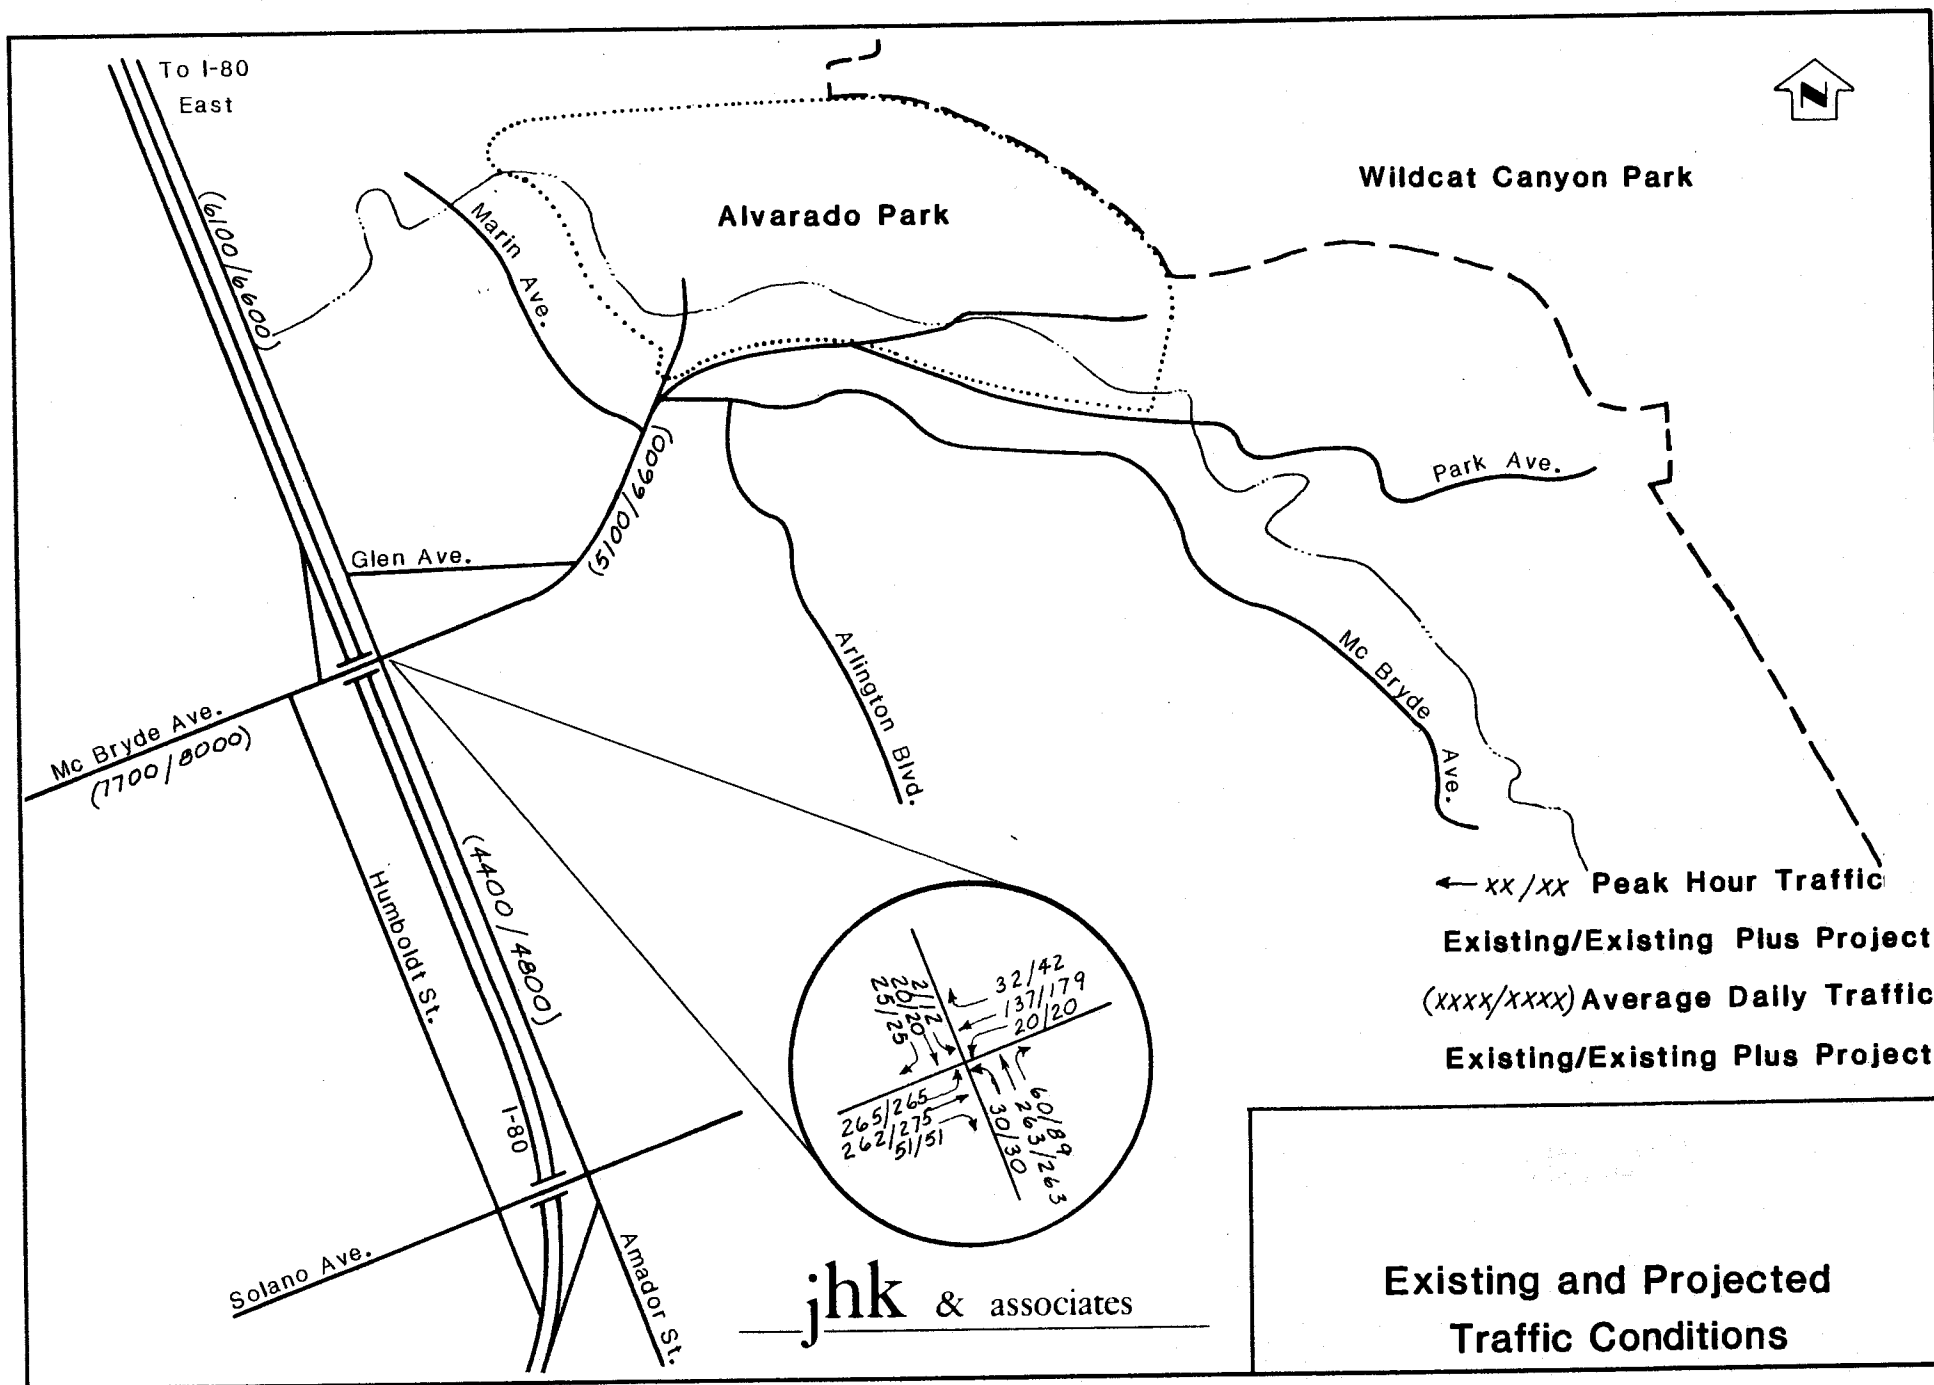 To I-80
East
N
Wildcat Canyon Park
Alvarado Park
(6100/6600)
Marin Ave.
Park Ave.
(5100/6600)
Glen Ave.
Arlington Blvd.
Mc Bryde Ave.
Mc Bryde Ave.
(7700/8000)
Humboldt St.
(4400/4800)
← xx/xx Peak Hour Traffic
Existing/Existing Plus Project
(xxxx/xxxx) Average Daily Traffic
Existing/Existing Plus Project
32/42
137/179
20/20
2/12
20/20
25/25
265/265
262/275
51/51
60/89
263/263
30/30
I-80
Solano Ave.
Amador St.
jhk & associates
Existing and Projected
Traffic Conditions